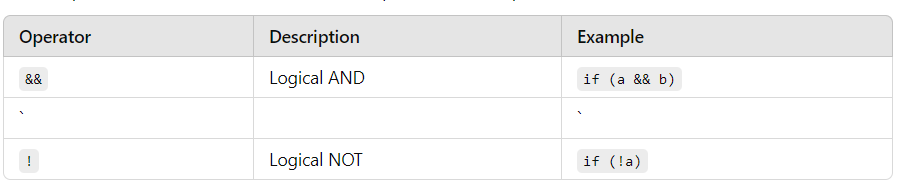 Operator Description Example
&& Logical AND if (a && b)
` `
! Logical NOT if (!a)